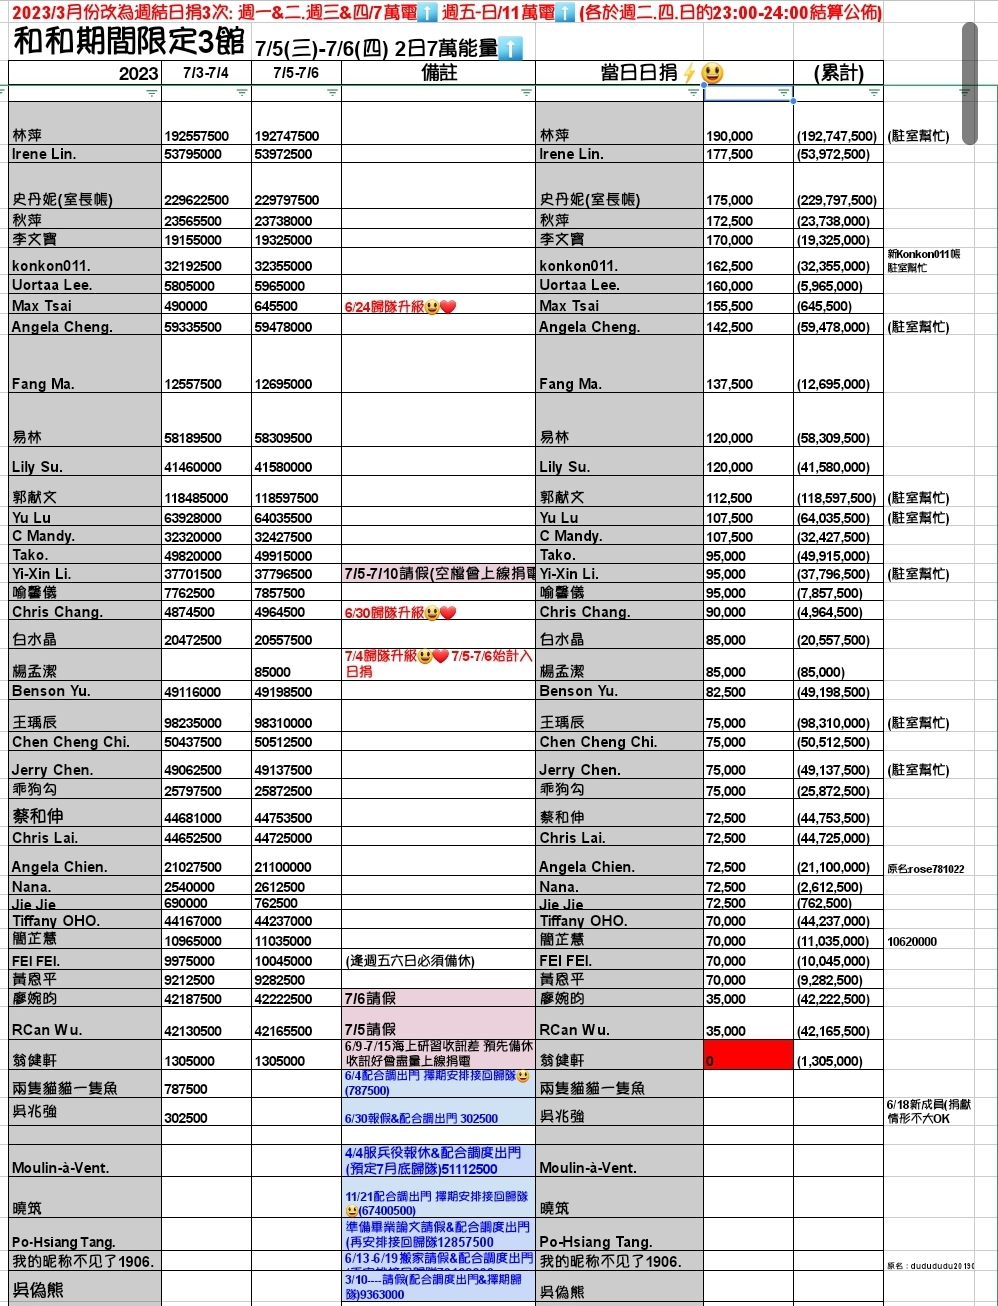 2023/3月份改為週結日捐3次: 週一&二.週三&四/7萬電⬆️ 週五-日/11萬電⬆️ (各於週二.四.日的23:00-24:00結算公佈)
和和期間限定3館 7/5(三)-7/6(四) 2日7萬能量⬆️
2023 7/3-7/4 7/5-7/6 備註 當日日捐⚡😃 (累計)
林萍 192557500 192747500 林萍 190,000 (192,747,500) (駐室幫忙)
Irene Lin. 53795000 53972500 Irene Lin. 177,500 (53,972,500)
史丹妮(室長帳) 229622500 229797500 史丹妮(室長帳) 175,000 (229,797,500)
秋萍 23565500 23738000 秋萍 172,500 (23,738,000)
李文寶 19155000 19325000 李文寶 170,000 (19,325,000)
新Konkon011帳
konkon011. 32192500 32355000 konkon011. 162,500 (32,355,000) 駐室幫忙
Uortaa Lee. 5805000 5965000 Uortaa Lee. 160,000 (5,965,000)
Max Tsai 490000 645500 6/24歸隊升級😃❤️ Max Tsai 155,500 (645,500)
Angela Cheng. 59335500 59478000 Angela Cheng. 142,500 (59,478,000) (駐室幫忙)
Fang Ma. 12557500 12695000 Fang Ma. 137,500 (12,695,000)
易林 58189500 58309500 易林 120,000 (58,309,500)
Lily Su. 41460000 41580000 Lily Su. 120,000 (41,580,000)
郭献文 118485000 118597500 郭献文 112,500 (118,597,500) (駐室幫忙)
Yu Lu 63928000 64035500 Yu Lu 107,500 (64,035,500) (駐室幫忙)
C Mandy. 32320000 32427500 C Mandy. 107,500 (32,427,500)
Tako. 49820000 49915000 Tako. 95,000 (49,915,000)
Yi-Xin Li. 37701500 37796500 7/5-7/10請假(空檔會上線捐電 Yi-Xin Li. 95,000 (37,796,500) (駐室幫忙)
喻馨儀 7762500 7857500 喻馨儀 95,000 (7,857,500)
Chris Chang. 4874500 4964500 6/30歸隊升級😃❤️ Chris Chang. 90,000 (4,964,500)
白水晶 20472500 20557500 白水晶 85,000 (20,557,500)
7/4歸隊升級😃❤️ 7/5-7/6始計入
楊孟潔 85000 日捐 楊孟潔 85,000 (85,000)
Benson Yu. 49116000 49198500 Benson Yu. 82,500 (49,198,500)
王瑀辰 98235000 98310000 王瑀辰 75,000 (98,310,000) (駐室幫忙)
Chen Cheng Chi. 50437500 50512500 Chen Cheng Chi. 75,000 (50,512,500)
Jerry Chen. 49062500 49137500 Jerry Chen. 75,000 (49,137,500) (駐室幫忙)
乖狗勾 25797500 25872500 乖狗勾 75,000 (25,872,500)
蔡和伸 44681000 44753500 蔡和伸 72,500 (44,753,500)
Chris Lai. 44652500 44725000 Chris Lai. 72,500 (44,725,000)
Angela Chien. 21027500 21100000 Angela Chien. 72,500 (21,100,000) 原名:rose781022
Nana. 2540000 2612500 Nana. 72,500 (2,612,500)
Jie Jie 690000 762500 Jie Jie 72,500 (762,500)
Tiffany OHO. 44167000 44237000 Tiffany OHO. 70,000 (44,237,000)
簡芷慧 10965000 11035000 簡芷慧 70,000 (11,035,000) 10620000
FEI FEI. 9975000 10045000 (逢週五六日必須備休) FEI FEI. 70,000 (10,045,000)
黃恩平 9212500 9282500 黃恩平 70,000 (9,282,500)
廖婉昀 42187500 42222500 7/6請假 廖婉昀 35,000 (42,222,500)
RCan Wu. 42130500 42165500 7/5請假 RCan Wu. 35,000 (42,165,500)
6/9-7/15海上研習收訊差 預先備休
翁健軒 1305000 1305000 收訊好會盡量上線捐電 翁健軒 0 (1,305,000)
6/4配合調出門 擇期安排接回歸隊😃
兩隻貓貓一隻魚 787500 (787500) 兩隻貓貓一隻魚
6/18新成員(捐獻
吳兆強 302500 6/30報假&配合調出門 302500 吳兆強 情形不大OK
4/4服兵役報休&配合調出門
Moulin-à-Vent. (預定7月底歸隊)51112500 Moulin-à-Vent.
11/21配合調出門 擇期安排接回歸隊
曉筑 😃(67400500) 曉筑
準備畢業論文請假&配合調度出門
Po-Hsiang Tang. (再安排接回歸隊12857500 Po-Hsiang Tang.
我的昵称不见了1906. 6/13-6/19搬家請假&配合調度出門 我的昵称不见了1906. 原名：dudududu20190
3/10----請假(配合調度出門&擇期歸
吳偽熊 隊)9363000 吳偽熊